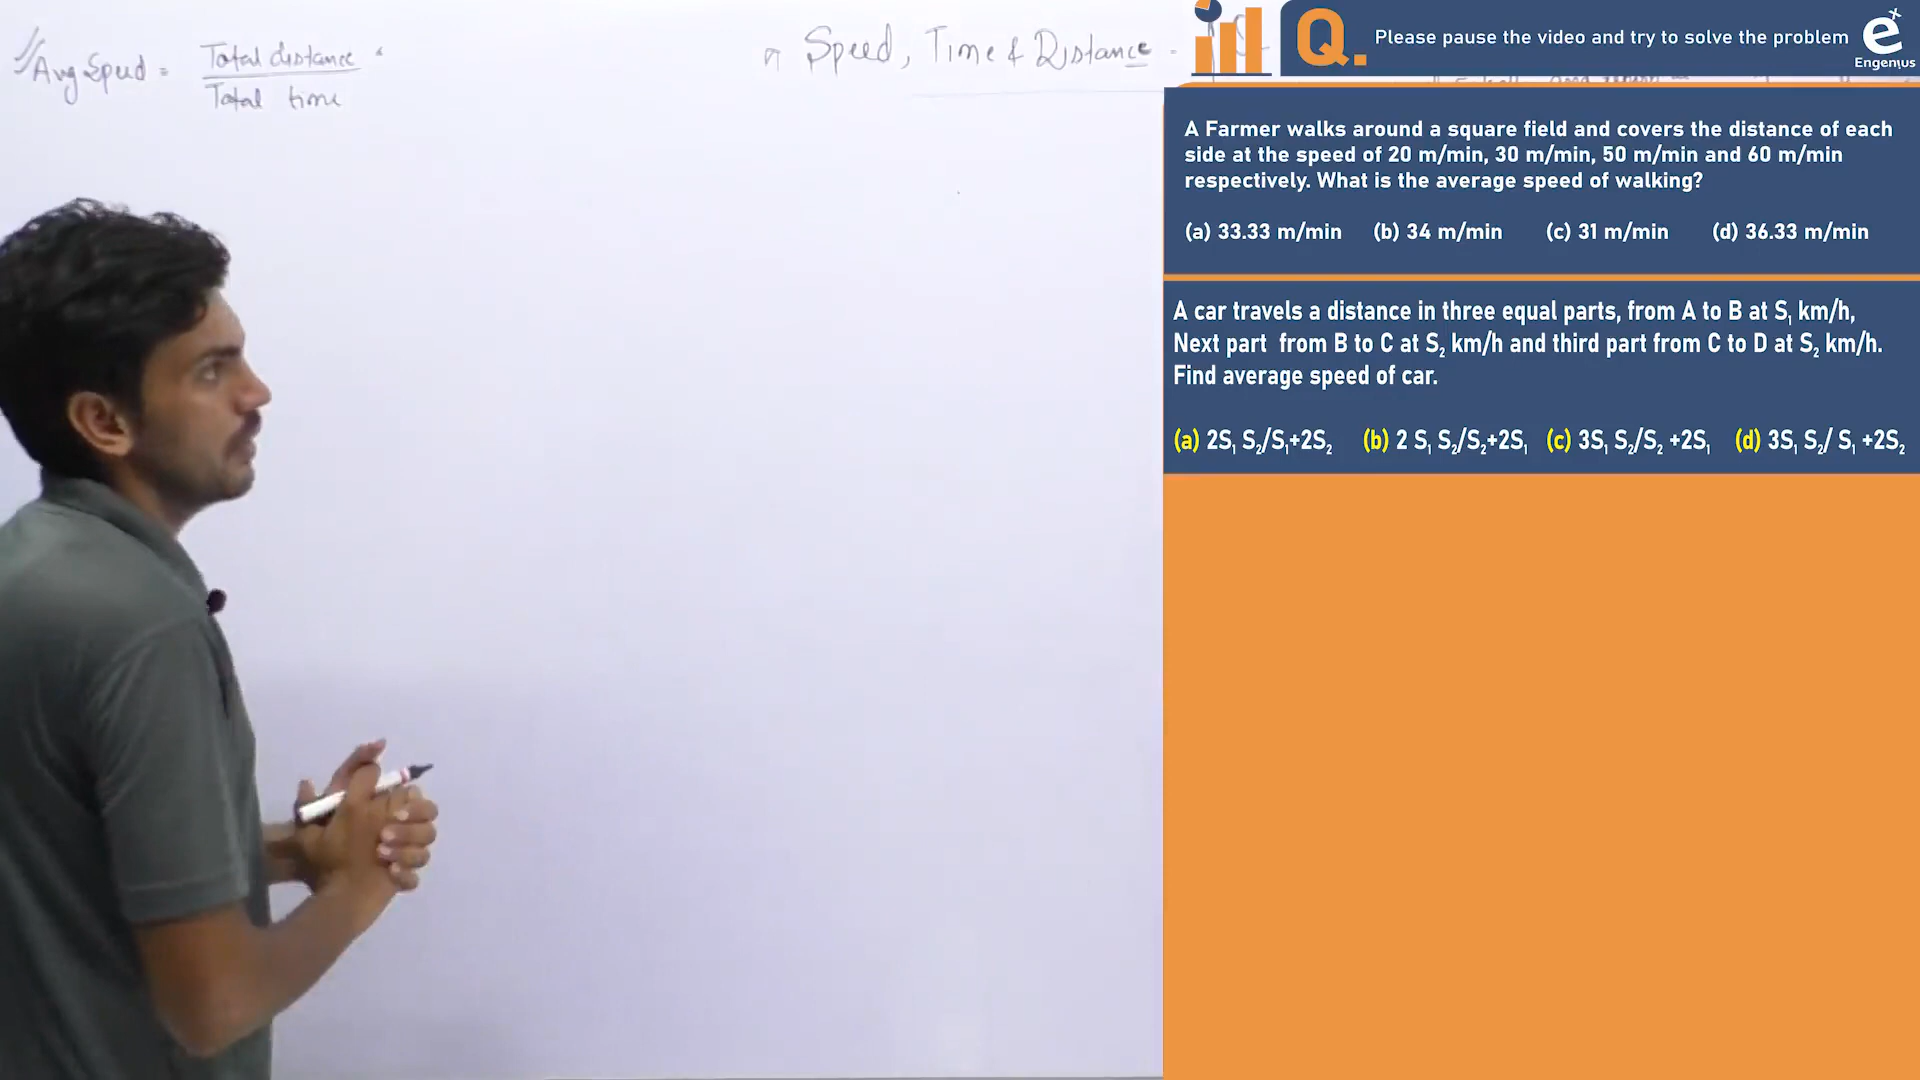 Avg Speed = Total distance
Total time
Speed, Time & Distance
Q. Please pause the video and try to solve the problem
ex
Engenius
A Farmer walks around a square field and covers the distance of each
side at the speed of 20 m/min, 30 m/min, 50 m/min and 60 m/min
respectively. What is the average speed of walking?
(a) 33.33 m/min (b) 34 m/min (c) 31 m/min (d) 36.33 m/min
A car travels a distance in three equal parts, from A to B at S₁ km/h,
Next part from B to C at S₂ km/h and third part from C to D at S₂ km/h.
Find average speed of car.
(a) 2S₁ S₂/S₁+2S₂ (b) 2 S₁ S₂/S₂+2S₁ (c) 3S₁ S₂/S₂ +2S₁ (d) 3S₁ S₂/ S₁ +2S₂